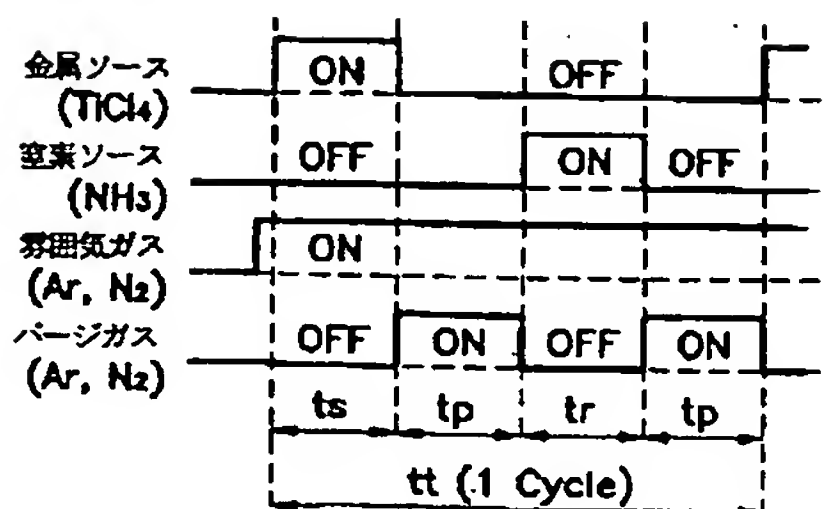 金属ソース
(TiCl4)
ON
OFF
窒素ソース
(NH3)
OFF
ON
OFF
雰囲気ガス
(Ar, N2)
ON
パージガス
(Ar, N2)
OFF
ON
OFF
ON
ts
tp
tr
tp
tt (1 Cycle)